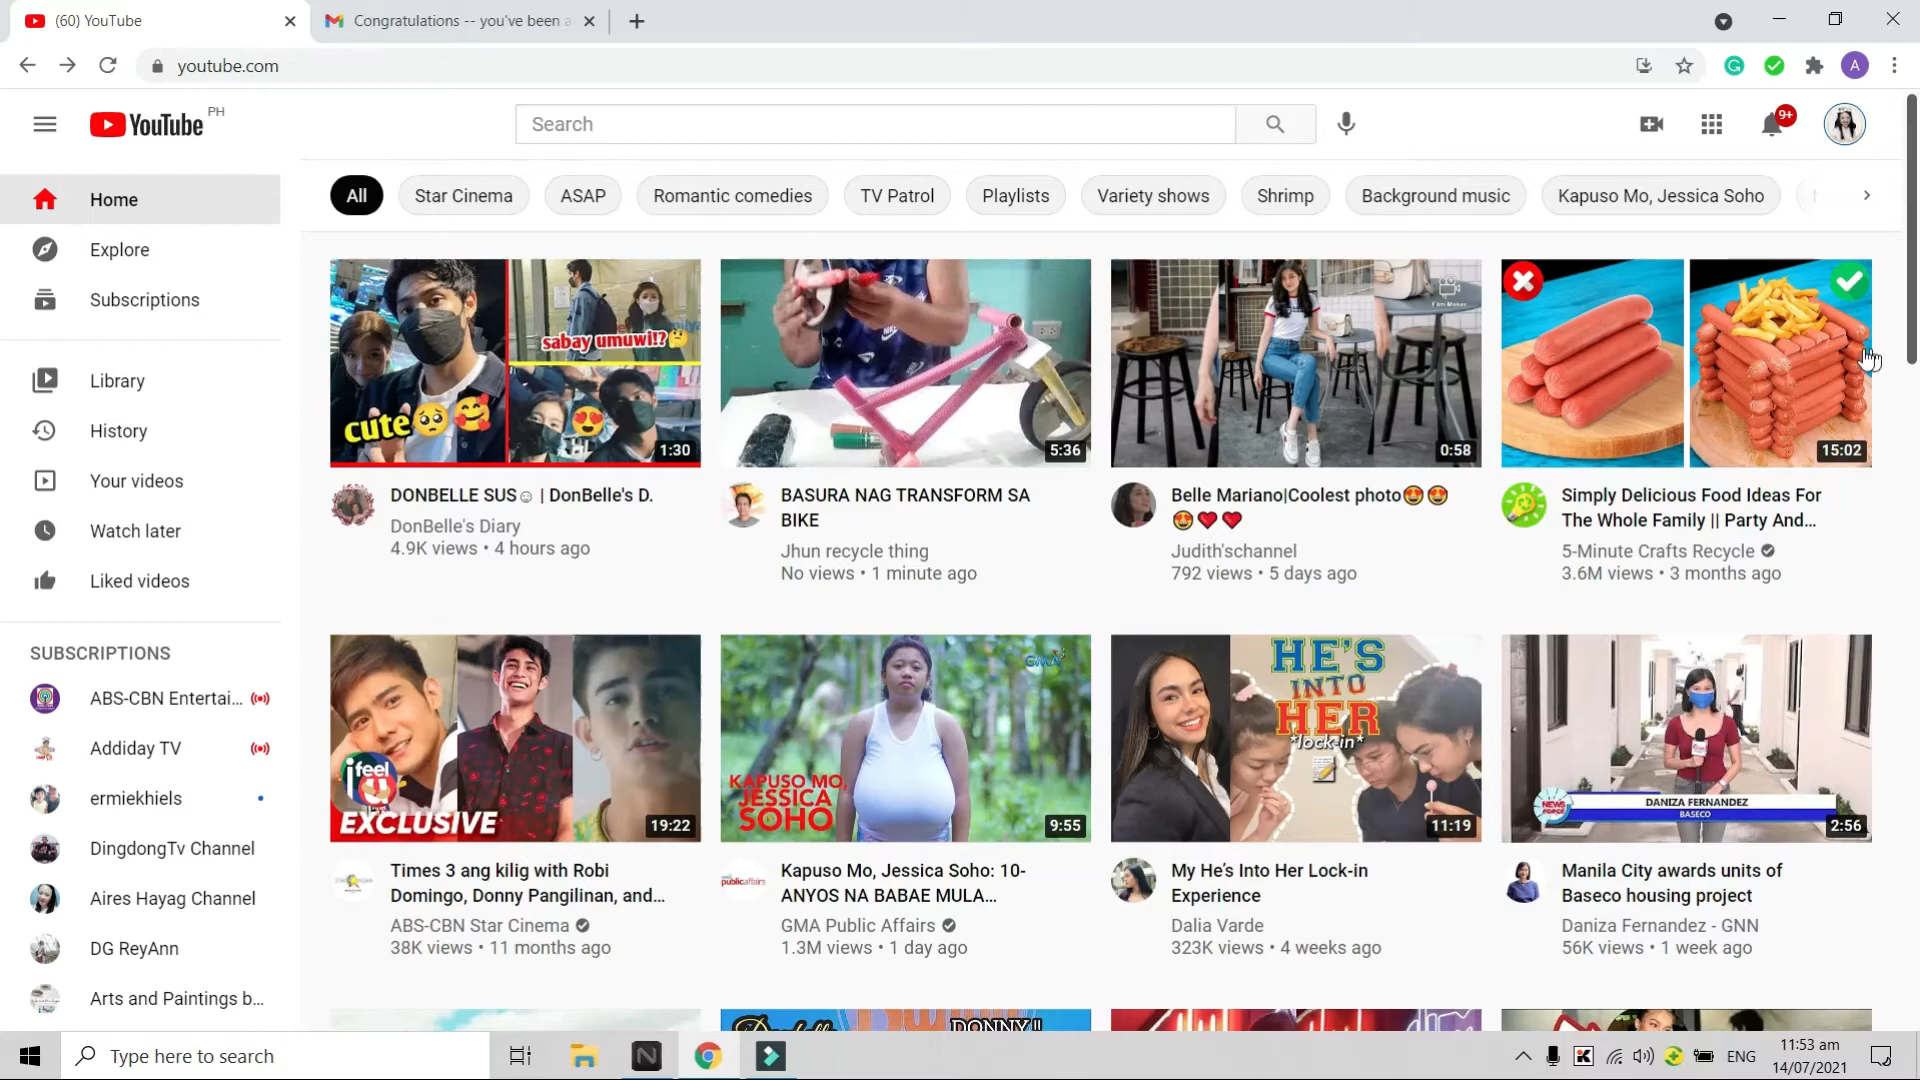 (60) YouTube
Congratulations -- you've been a
youtube.com
A
YouTube PH
Search
9+
Home
Explore
Subscriptions
Library
History
Your videos
Watch later
Liked videos
SUBSCRIPTIONS
ABS-CBN Entertai...
Addiday TV
ermiekhiels
DingdongTv Channel
Aires Hayag Channel
DG ReyAnn
Arts and Paintings b...
All
Star Cinema
ASAP
Romantic comedies
TV Patrol
Playlists
Variety shows
Shrimp
Background music
Kapuso Mo, Jessica Soho
sabay umuwi!?
cute
1:30
DONBELLE SUS☺ | DonBelle's D.
DonBelle's Diary
4.9K views • 4 hours ago
NIKE
5:36
BASURA NAG TRANSFORM SA
BIKE
Jhun recycle thing
No views • 1 minute ago
Film Maker
0:58
Belle Mariano|Coolest photo😍😍
😍❤❤
Judith'schannel
792 views • 5 days ago
15:02
Simply Delicious Food Ideas For
The Whole Family || Party And...
5-Minute Crafts Recycle
3.6M views • 3 months ago
ifeel
U
EXCLUSIVE
19:22
Times 3 ang kilig with Robi
Domingo, Donny Pangilinan, and...
ABS-CBN Star Cinema
38K views • 11 months ago
GMA
KAPUSO MO,
JESSICA
SOHO
9:55
publicaffairs
Kapuso Mo, Jessica Soho: 10-
ANYOS NA BABAE MULA...
GMA Public Affairs
1.3M views • 1 day ago
HE'S
INTO
HER
*lock-in*
11:19
My He’s Into Her Lock-in
Experience
Dalia Varde
323K views • 4 weeks ago
NEWS
FORCE
DANIZA FERNANDEZ
BASECO
2:56
Manila City awards units of
Baseco housing project
Daniza Fernandez - GNN
56K views • 1 week ago
DONNY !!
Type here to search
ENG
11:53 am
14/07/2021